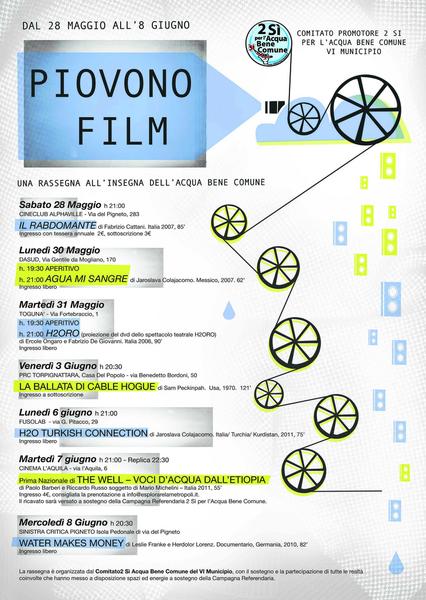 DAL 28 MAGGIO ALL'8 GIUGNO
2 Sì
per l'Acqua
Bene
Comune
COMITATO PROMOTORE 2 SI
PER L'ACQUA BENE COMUNE
VI MUNICIPIO
PIOVONO
FILM
UNA RASSEGNA ALL'INSEGNA DELL'ACQUA BENE COMUNE
Sabato 28 Maggio h 21:00
CINECLUB ALPHAVILLE - Via del Pigneto, 283
IL RABDOMANTE di Fabrizio Cattani. Italia 2007, 85'
Ingresso con tessera annuale 2€, sottoscrizione 3€
Lunedì 30 Maggio
DASUD, Via Gentile da Mogliano, 170
h. 19:30 APERITIVO
h. 21:00 AGUA MI SANGRE di Jaroslava Colajacomo. Messico, 2007. 62'
Ingresso libero
Martedì 31 Maggio
TOGUNA' - Via Fortebraccio, 1
h. 19:30 APERITIVO
h. 21:00 H2ORO (proiezione del dvd dello spettacolo teatrale H2ORO)
di Ercole Ongaro e Fabrizio De Giovanni. Italia 2006, 90'
Ingresso libero
Venerdì 3 Giugno h 20:30
PRC TORPIGNATTARA, Casa Del Popolo - via Benedetto Bordoni, 50
LA BALLATA DI CABLE HOGUE di Sam Peckinpah. Usa, 1970. 121'
Ingresso a sottoscrizione
Lunedì 6 giugno h 21:00
FUSOLAB - via G. Pitacco, 29
H2O TURKISH CONNECTION di Jaroslava Colajacomo. Italia/ Turchia/ Kurdistan, 2011, 75'
Ingresso libero
Martedì 7 giugno h 21:00 - Replica 22:30
CINEMA L'AQUILA - via l'Aquila, 6
Prima Nazionale di THE WELL – VOCI D'ACQUA DALL'ETIOPIA
di Paolo Barberi e Riccardo Russo soggetto di Mario Michelini – Italia 2011, 55'
Ingresso 4€, consigliata la prenotazione a info@esplorarelametropoli.it.
Il ricavato sarà versato a sostegno della Campagna Referendaria 2 Sì per l'Acqua Bene Comune.
Mercoledì 8 Giugno h 20:30
SINISTRA CRITICA PIGNETO Isola Pedonale di via del Pigneto
WATER MAKES MONEY di Leslie Franke e Herdolor Lorenz, Documentario, Germania, 2010, 82'
Ingresso libero
La rassegna è organizzata dal Comitato2 Sì Acqua Bene Comune del VI Municipio, con il sostegno e la partecipazione di tutte le realtà
coinvolte che hanno messo a disposizione spazi ed energie a sostegno della Campagna Referendaria.